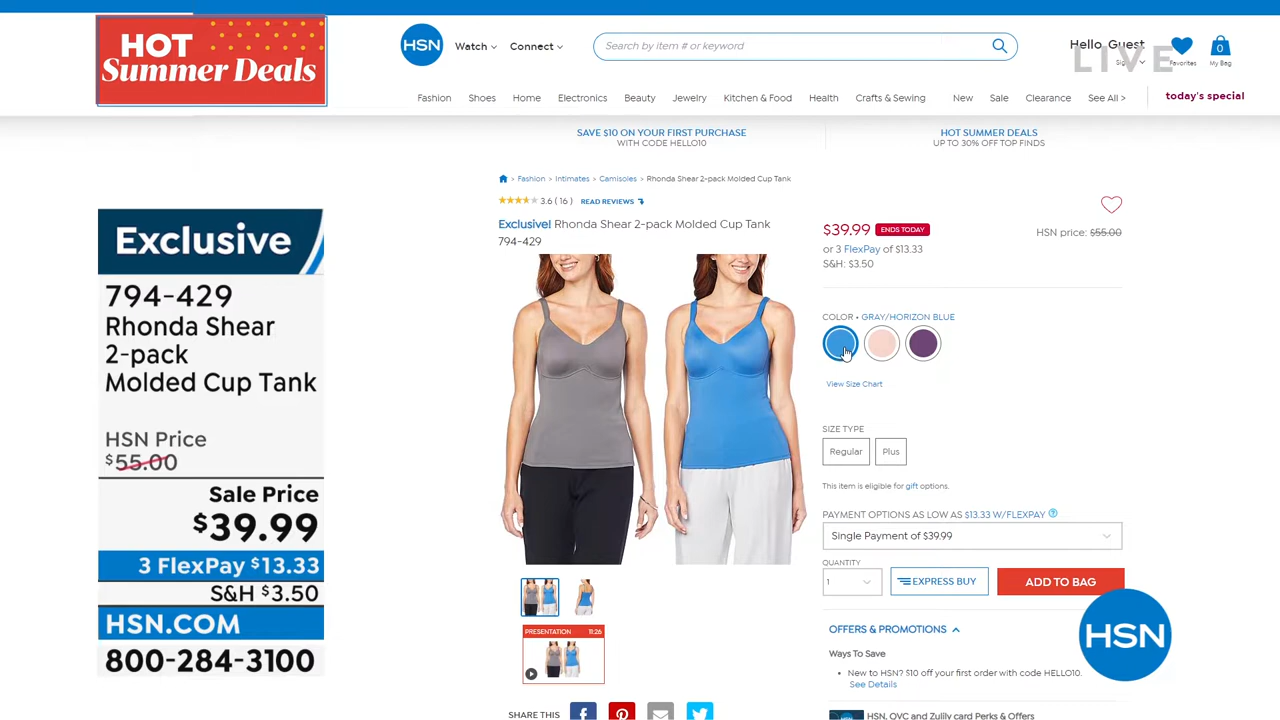 HOT
Summer Deals
HSN
Watch
Connect
Search by item # or keyword
Hello, Guest
LIVE
Favorites
0
My Bag
Fashion
Shoes
Home
Electronics
Beauty
Jewelry
Kitchen & Food
Health
Crafts & Sewing
New
Sale
Clearance
See All >
today's special
SAVE $10 ON YOUR FIRST PURCHASE
WITH CODE HELLO10
HOT SUMMER DEALS
UP TO 30% OFF TOP FINDS
> Fashion > Intimates > Camisoles > Rhonda Shear 2-pack Molded Cup Tank
3.6 ( 16 ) READ REVIEWS
Exclusive! Rhonda Shear 2-pack Molded Cup Tank
794-429
$39.99 ENDS TODAY
HSN price: $55.00
or 3 FlexPay of $13.33
S&H: $3.50
COLOR • GRAY/HORIZON BLUE
View Size Chart
SIZE TYPE
Regular
Plus
This item is eligible for gift options.
PAYMENT OPTIONS AS LOW AS $13.33 W/FLEXPAY ?
Single Payment of $39.99
QUANTITY
1
EXPRESS BUY
ADD TO BAG
OFFERS & PROMOTIONS
Ways To Save
• New to HSN? $10 off your first order with code HELLO10.
See Details
HSN, QVC and Zulily card Perks & Offers
PRESENTATION 11:26
SHARE THIS
HSN
Exclusive
794-429
Rhonda Shear
2-pack
Molded Cup Tank
HSN Price
$55.00
Sale Price
$39.99
3 FlexPay $13.33
S&H $3.50
HSN.COM
800-284-3100